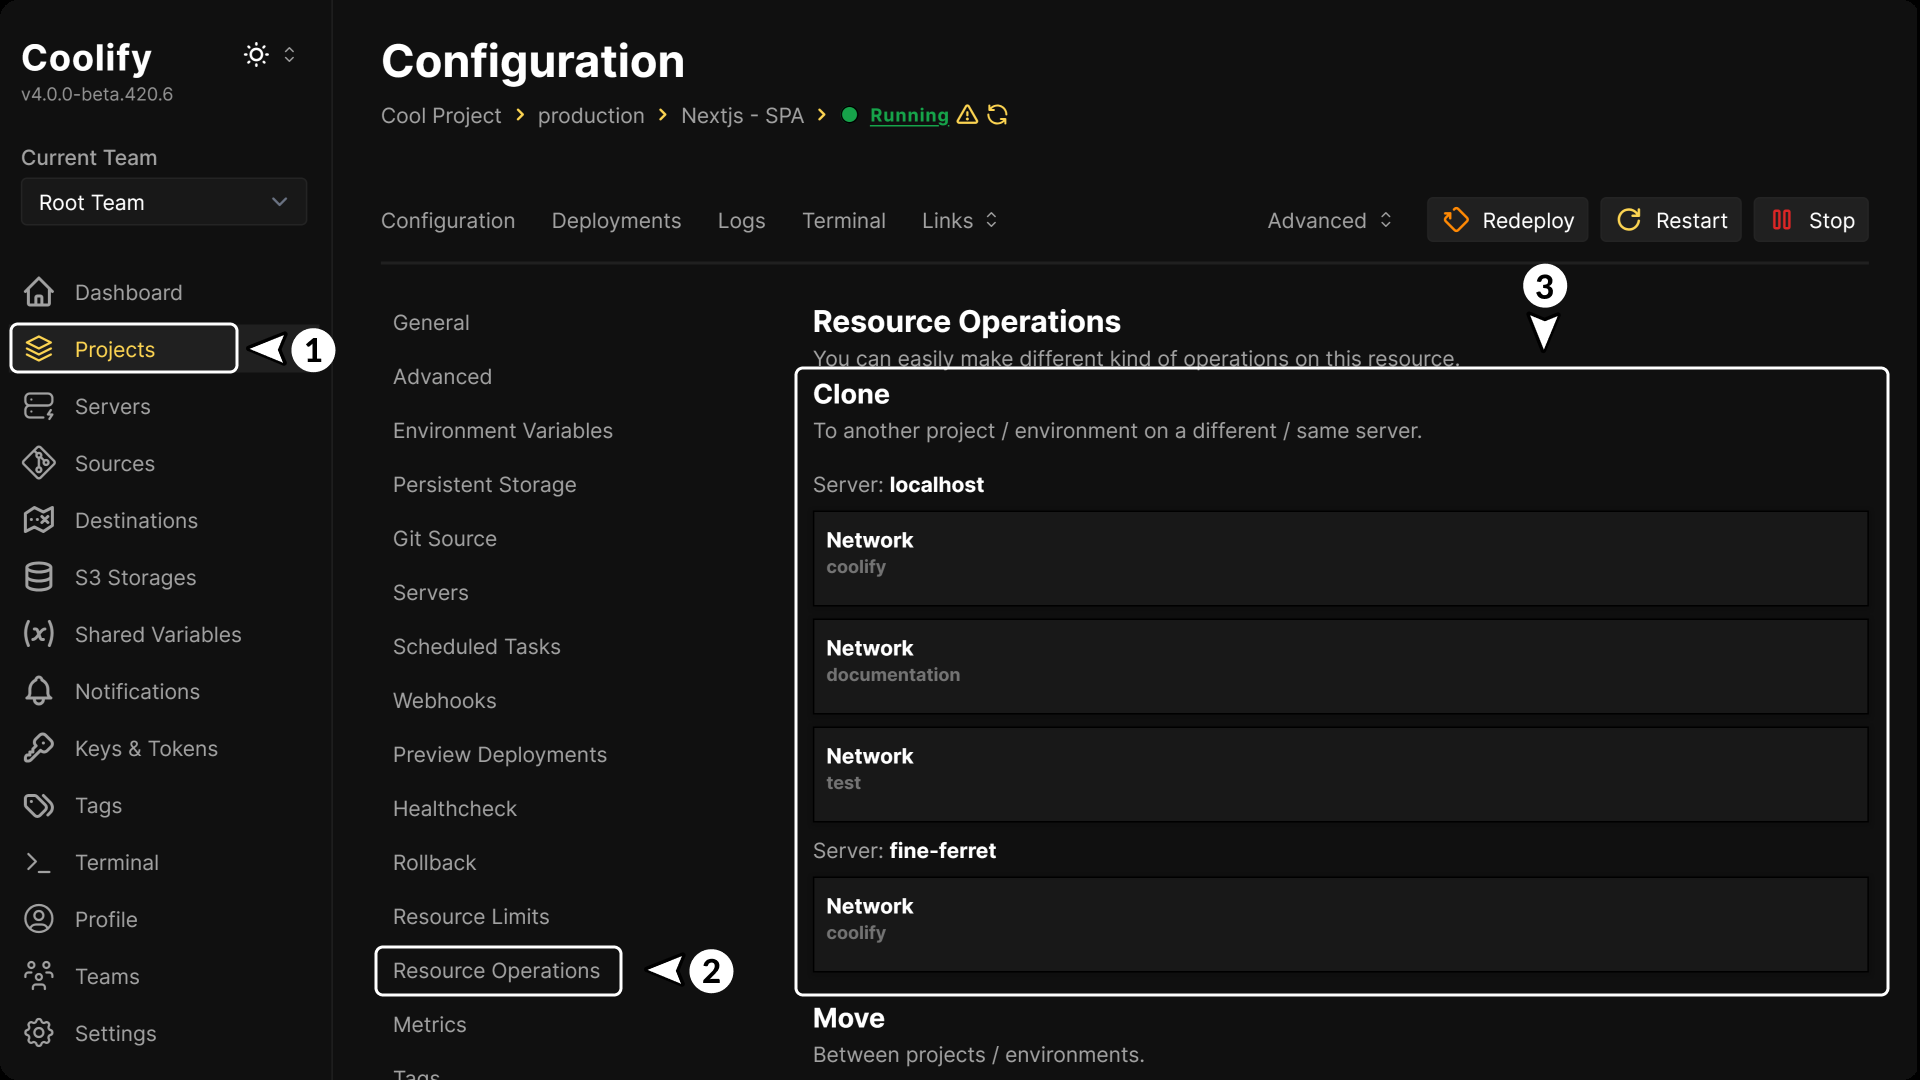 Coolify
v4.0.0-beta.420.6
Current Team
Root Team
Dashboard
Projects
1
Servers
Sources
Destinations
S3 Storages
Shared Variables
Notifications
Keys & Tokens
Tags
Terminal
Profile
Teams
Settings
Configuration
Cool Project > production > Nextjs - SPA > Running
Configuration Deployments Logs Terminal Links Advanced Redeploy Restart Stop
General
Advanced
Environment Variables
Persistent Storage
Git Source
Servers
Scheduled Tasks
Webhooks
Preview Deployments
Healthcheck
Rollback
Resource Limits
Resource Operations
2
Metrics
Tags
3
Resource Operations
You can easily make different kind of operations on this resource.
Clone
To another project / environment on a different / same server.
Server: localhost
Network
coolify
Network
documentation
Network
test
Server: fine-ferret
Network
coolify
Move
Between projects / environments.